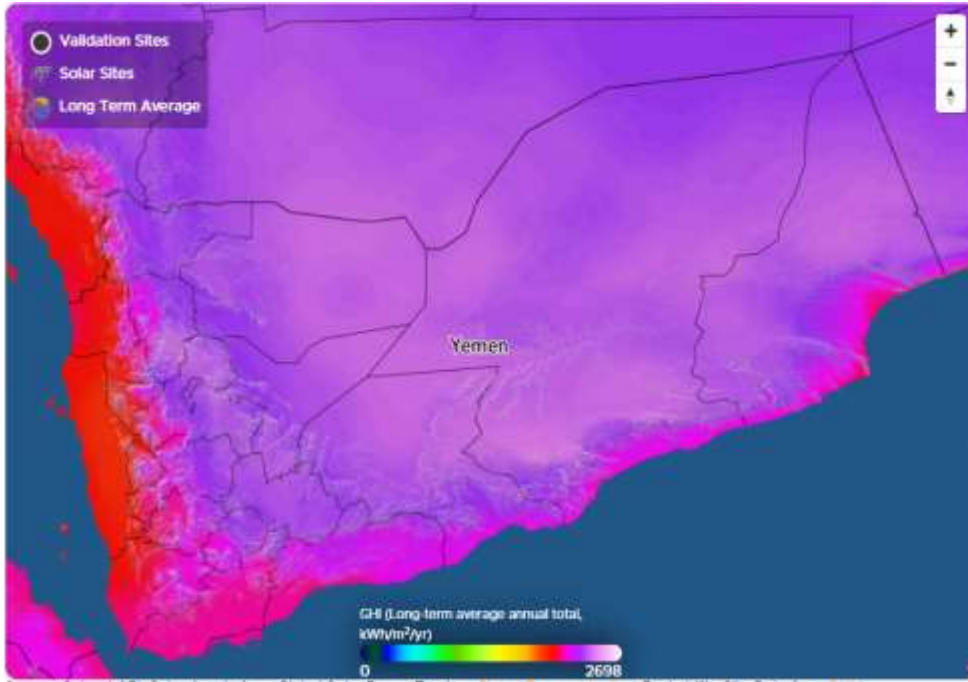 Validation Sites
Solar Sites
Long Term Average
+
−
Yemen
GHI (Long-term average annual total,
kWh/m²/yr)
0 2698